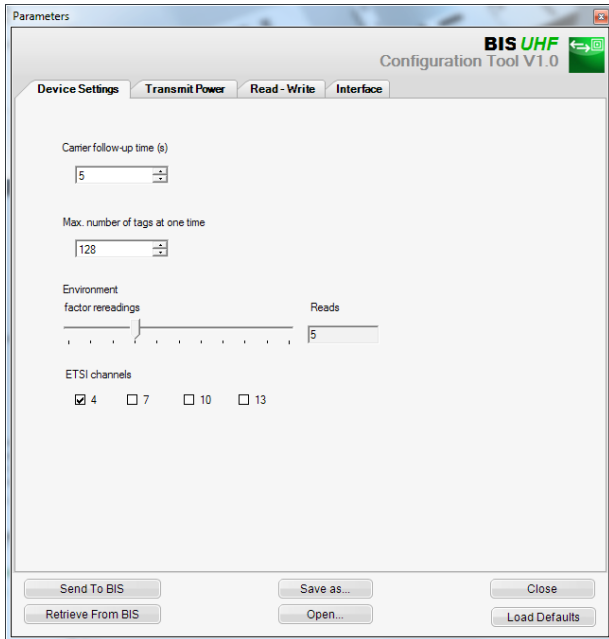 Parameters
BIS UHF
Configuration Tool V1.0
Device Settings Transmit Power Read - Write Interface
Carrier follow-up time (s)
5
Max. number of tags at one time
128
Environment
factor rereadings Reads
5
ETSI channels
4 7 10 13
Send To BIS Save as... Close
Retrieve From BIS Open... Load Defaults